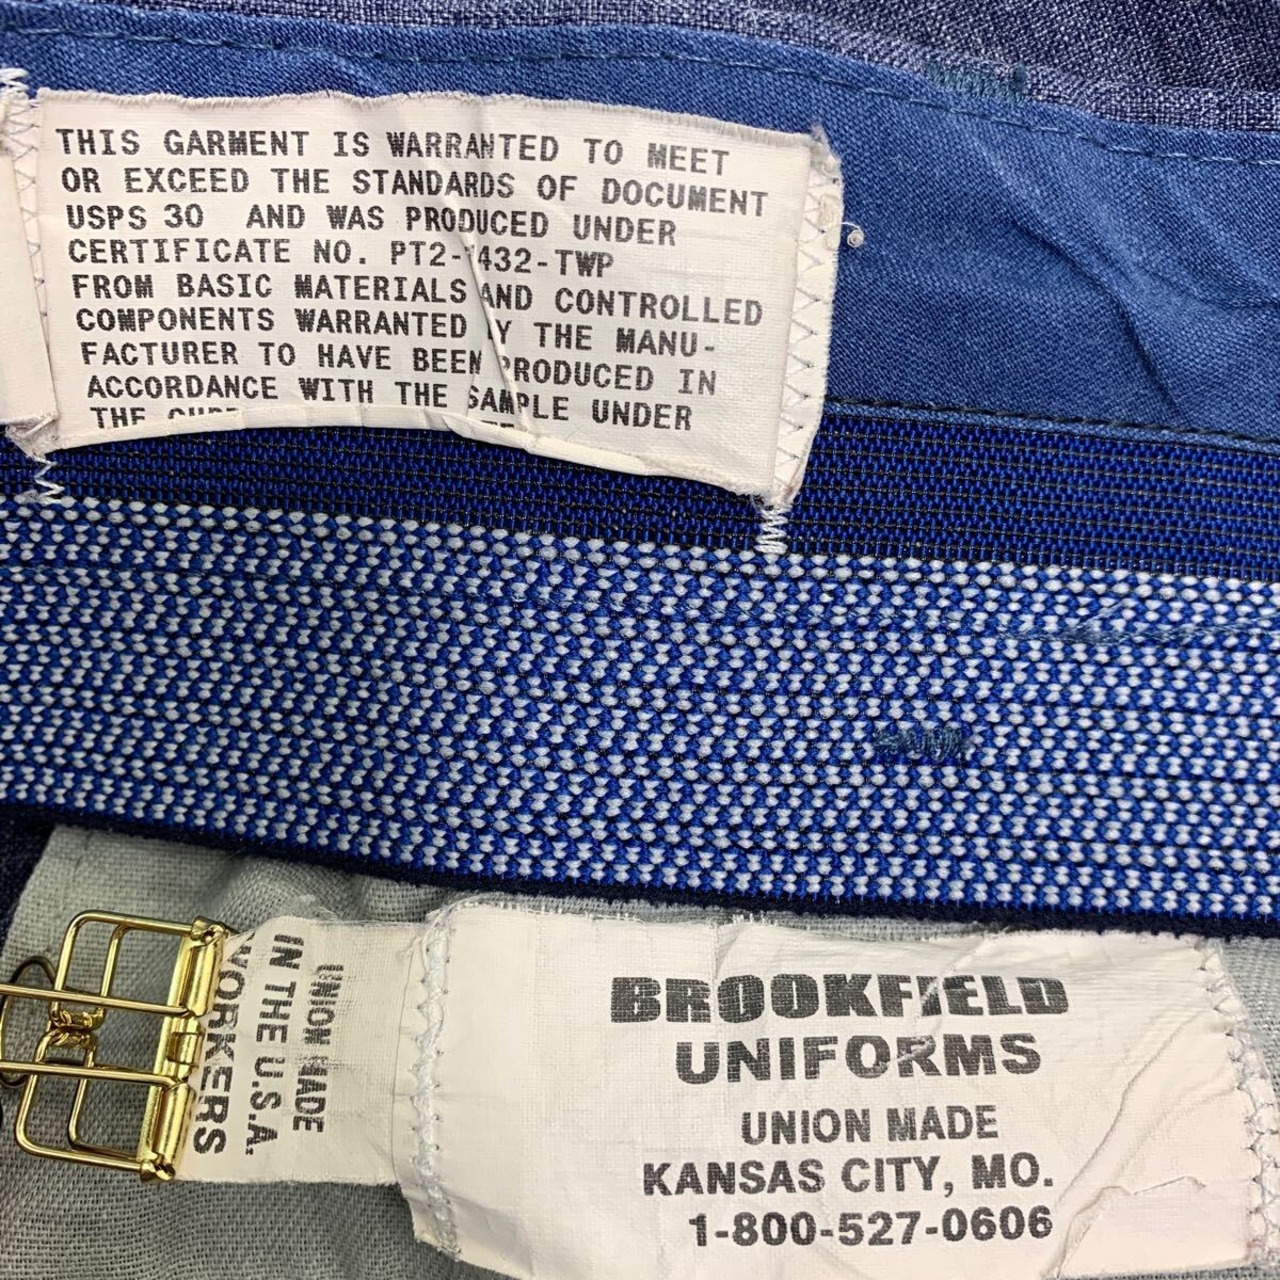 THIS GARMENT IS WARRANTED TO MEET
OR EXCEED THE STANDARDS OF DOCUMENT
USPS 30 AND WAS PRODUCED UNDER
CERTIFICATE NO. PT2- 432-TWP
FROM BASIC MATERIALS AND CONTROLLED
COMPONENTS WARRANTED Y THE MANU-
FACTURER TO HAVE BEEN PRODUCED IN
ACCORDANCE WITH THE SAMPLE UNDER
THE
UNION MADE
IN THE U.S.A.
WORKERS
BROOKFIELD
UNIFORMS
UNION MADE
KANSAS CITY, MO.
1-800-527-0606